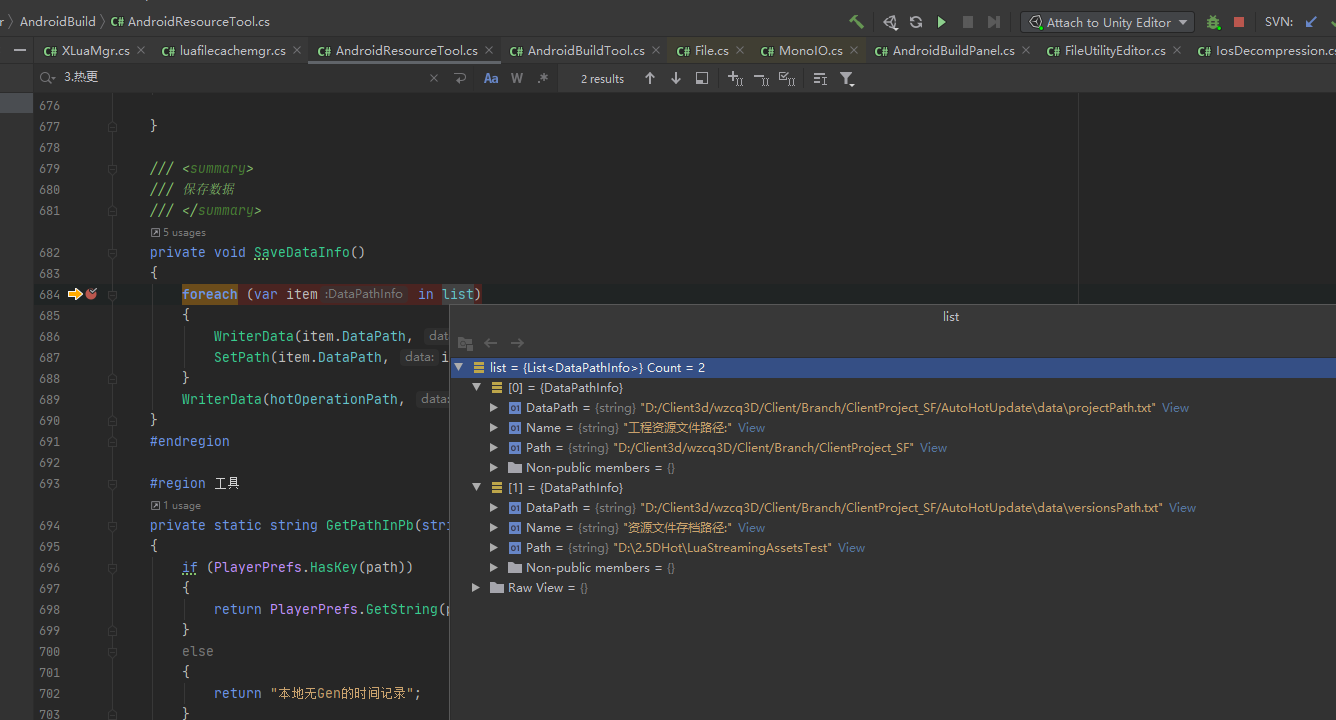 AndroidBuild AndroidResourceTool.cs Attach to Unity Editor SVN:
XLuaMgr.cs luafilecachemgr.cs AndroidResourceTool.cs AndroidBuildTool.cs File.cs MonoIO.cs AndroidBuildPanel.cs FileUtilityEditor.cs IosDecompression.cs
3.热更 Aa W .* 2 results
676
677 }
678
679 /// <summary>
680 /// 保存数据
681 /// </summary>
5 usages
682 private void SaveDataInfo()
683 {
684 foreach (var item :DataPathInfo in list)
685 {
686 WriterData(item.DataPath,
687 SetPath(item.DataPath, data:
688 }
689 WriterData(hotOperationPath, data:
690 }
691 #endregion
692
693 #region 工具
1 usage
694 private static string GetPathInPb(stri
695 {
696 if (PlayerPrefs.HasKey(path))
697 {
698 return PlayerPrefs.GetString(
699 }
700 else
701 {
702 return "本地无Gen的时间记录";
703 }
list
list = {List<DataPathInfo>} Count = 2
[0] = {DataPathInfo}
DataPath = {string} "D:/Client3d/wzcq3D/Client/Branch/ClientProject_SF/AutoHotUpdate\data\projectPath.txt" View
Name = {string} "工程资源文件路径:" View
Path = {string} "D:/Client3d/wzcq3D/Client/Branch/ClientProject_SF" View
Non-public members = {}
[1] = {DataPathInfo}
DataPath = {string} "D:/Client3d/wzcq3D/Client/Branch/ClientProject_SF/AutoHotUpdate\data\versionsPath.txt" View
Name = {string} "资源文件存档路径:" View
Path = {string} "D:\2.5DHot\LuaStreamingAssetsTest" View
Non-public members = {}
Raw View = {}